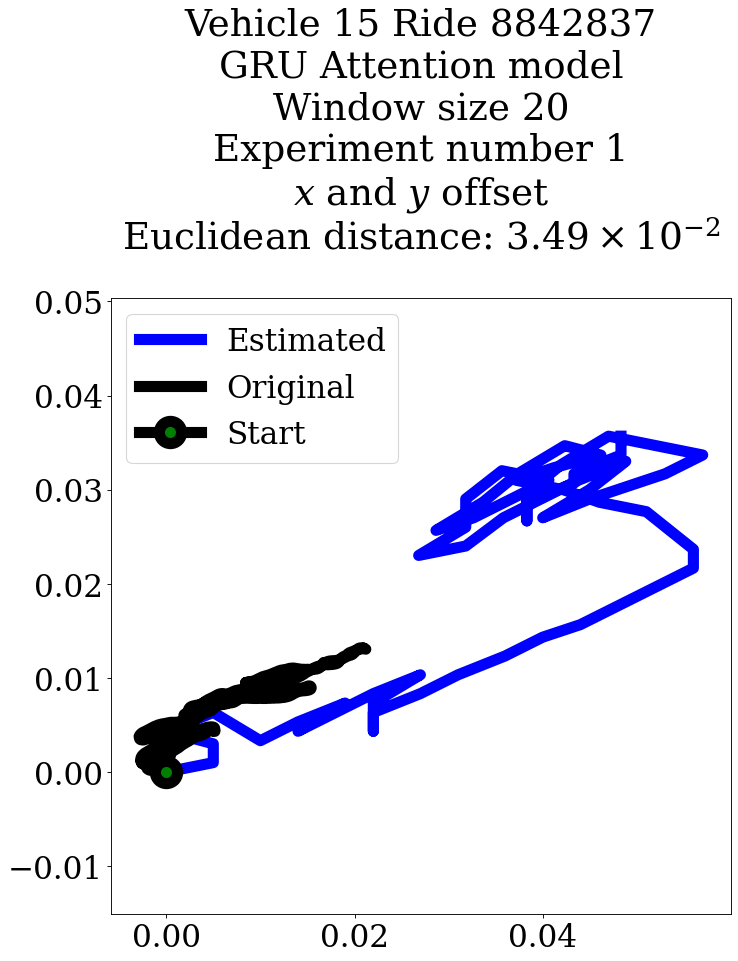 Vehicle 15 Ride 8842837
GRU Attention model
Window size 20
Experiment number 1
x and y offset
Euclidean distance: 3.49 × 10⁻²
0.05
0.04
0.03
0.02
0.01
0.00
−0.01
Estimated
Original
Start
0.00 0.02 0.04